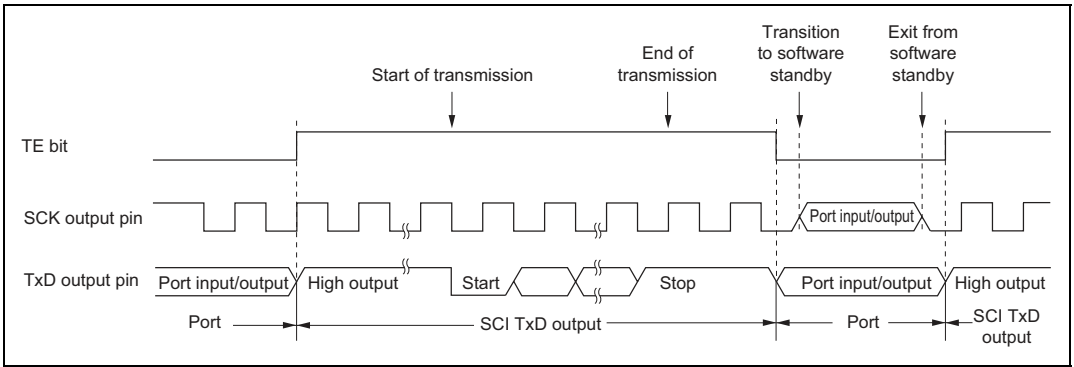 Transition
to software
standby
Exit from
software
standby
End of
transmission
Start of transmission
TE bit
SCK output pin
Port input/output
TxD output pin
Port input/output
High output
Start
Stop
Port input/output
High output
Port
SCI TxD output
Port
SCI TxD
output